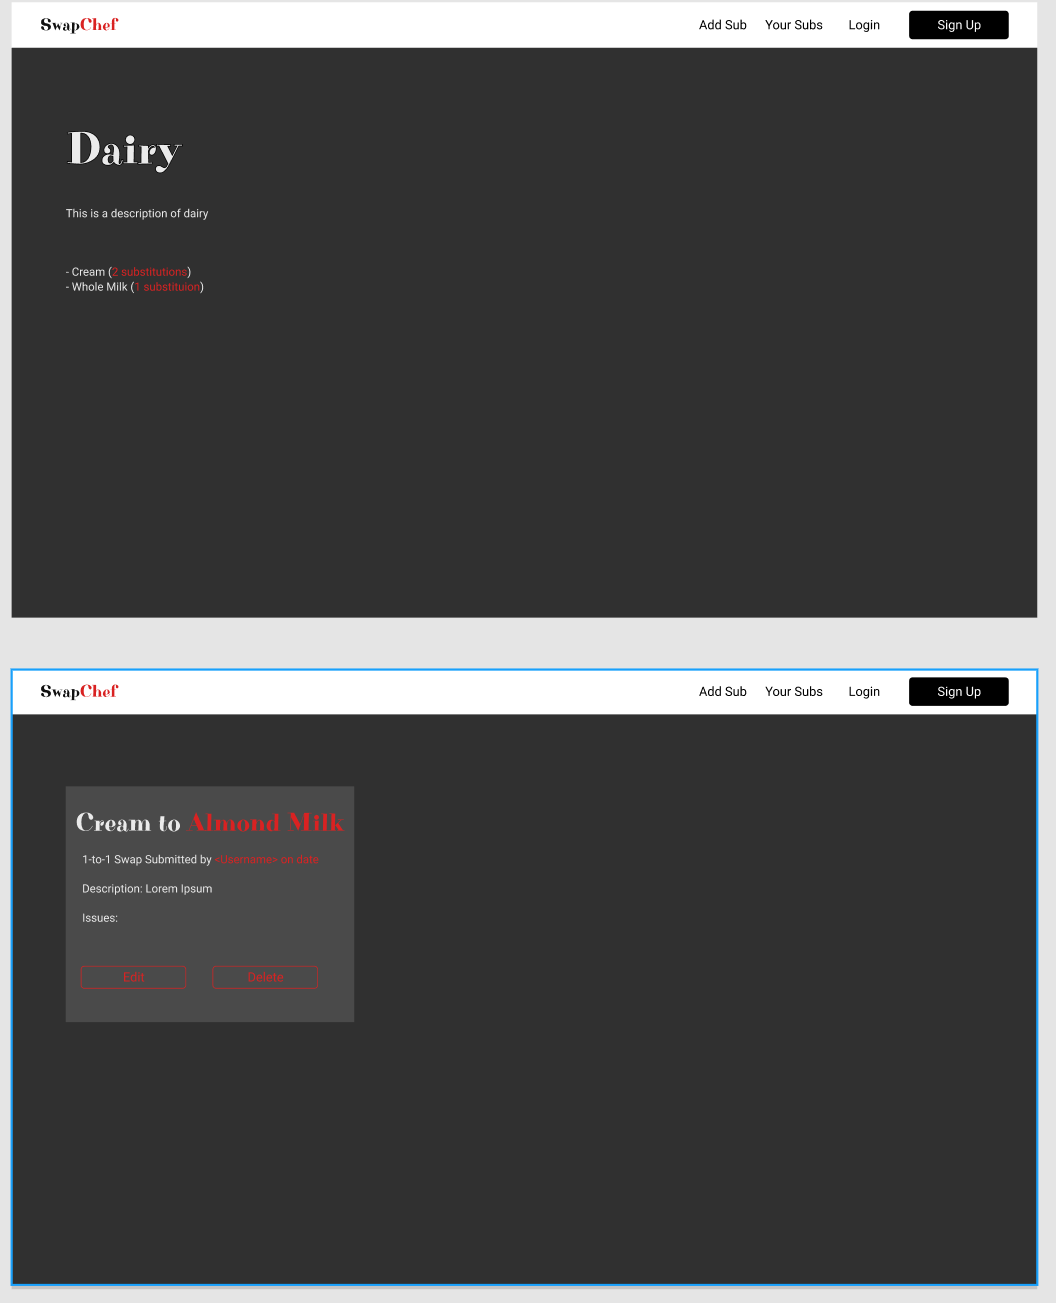 SwapChef
Add Sub Your Subs Login Sign Up
Dairy
This is a description of dairy
- Cream (2 substitutions)
- Whole Milk (1 substituion)
SwapChef
Add Sub Your Subs Login Sign Up
Cream to Almond Milk
1-to-1 Swap Submitted by <Username> on date
Description: Lorem Ipsum
Issues:
Edit Delete